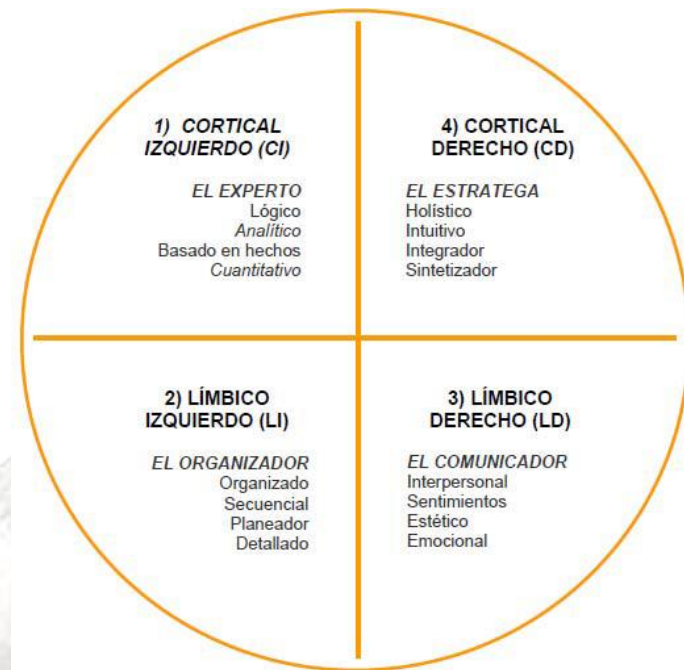 1) CORTICAL
IZQUIERDO (CI)
EL EXPERTO
Lógico
Analítico
Basado en hechos
Cuantitativo
4) CORTICAL
DERECHO (CD)
EL ESTRATEGA
Holístico
Intuitivo
Integrador
Sintetizador
2) LÍMBICO
IZQUIERDO (LI)
EL ORGANIZADOR
Organizado
Secuencial
Planeador
Detallado
3) LÍMBICO
DERECHO (LD)
EL COMUNICADOR
Interpersonal
Sentimientos
Estético
Emocional